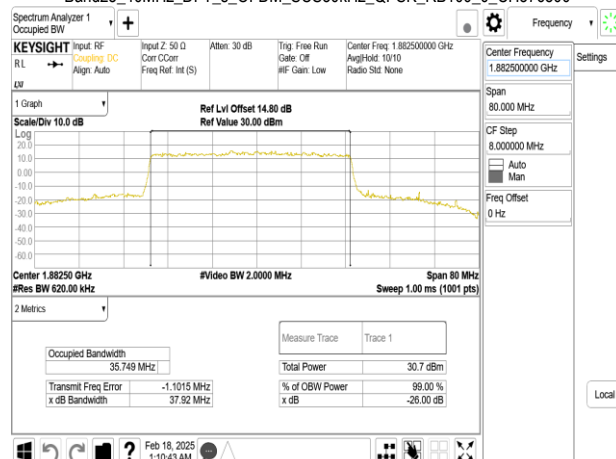 Spectrum Analyzer 1
Occupied BW
+
Frequency
KEYSIGHT Input: RF Input Z: 50 Ω Atten: 30 dB Trig: Free Run Center Freq: 1.882500000 GHz
RL Coupling: DC Corr CCorr Gate: Off Avg|Hold: 10/10
Align: Auto Freq Ref: Int (S) #IF Gain: Low Radio Std: None
LXI
Center Frequency
1.882500000 GHz
Settings
Span
80.000 MHz
CF Step
8.000000 MHz
Auto
Man
Freq Offset
0 Hz
Local
1 Graph
Ref Lvl Offset 14.80 dB
Scale/Div 10.0 dB Ref Value 30.00 dBm
Log
20.0
10.0
0.00
-10.0
-20.0
-30.0
-40.0
-50.0
-60.0
Center 1.88250 GHz #Video BW 2.0000 MHz Span 80 MHz
#Res BW 620.00 kHz Sweep 1.00 ms (1001 pts)
2 Metrics
Measure Trace Trace 1
Occupied Bandwidth
35.749 MHz
Total Power 30.7 dBm
Transmit Freq Error -1.1015 MHz % of OBW Power 99.00 %
x dB Bandwidth 37.92 MHz x dB -26.00 dB
?
Feb 18, 2025
1:10:43 AM